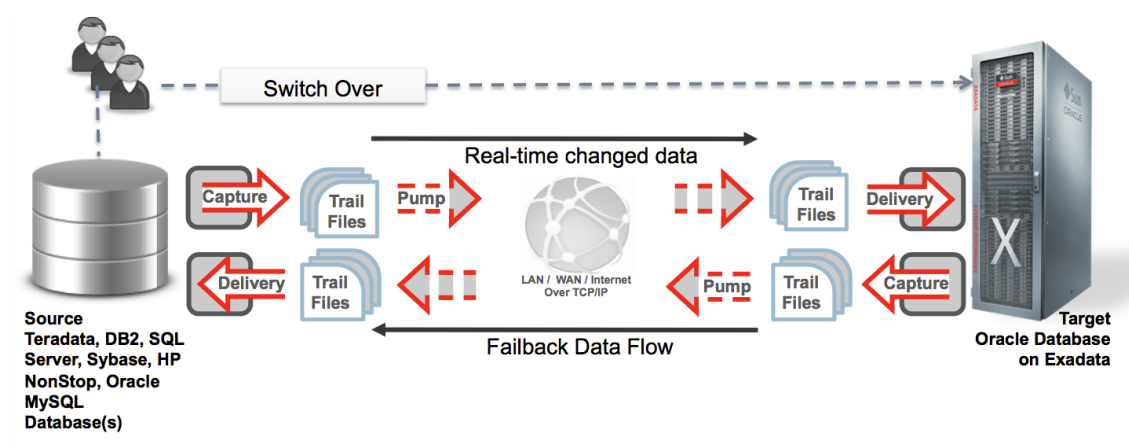 Switch Over
Real-time changed data
Capture
Trail
Files
Pump
Trail
Files
Delivery
LAN / WAN / Internet
Over TCP/IP
Delivery
Trail
Files
Pump
Trail
Files
Capture
Failback Data Flow
Source
Teradata, DB2, SQL
Server, Sybase, HP
NonStop, Oracle
MySQL
Database(s)
Target
Oracle Database
on Exadata
Sun
ORACLE
X